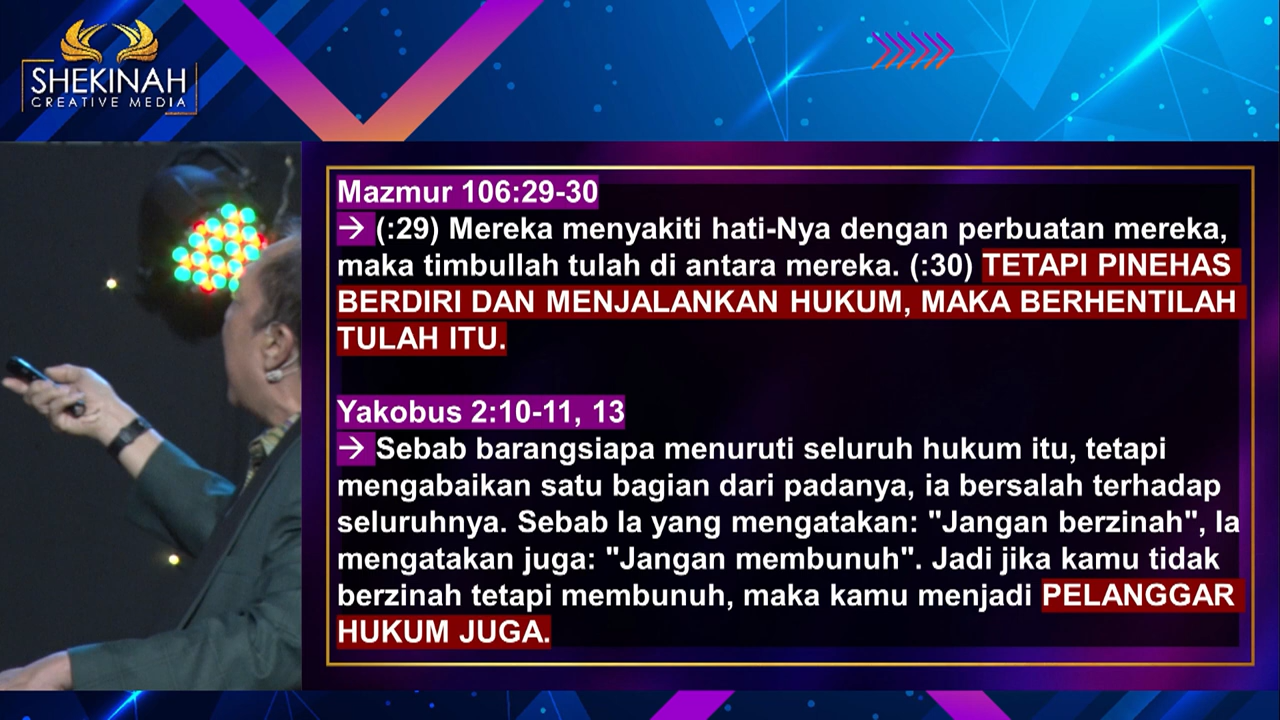 SHEKINAH
CREATIVE MEDIA
Mazmur 106:29-30
→ (:29) Mereka menyakiti hati-Nya dengan perbuatan mereka,
maka timbullah tulah di antara mereka. (:30) TETAPI PINEHAS
BERDIRI DAN MENJALANKAN HUKUM, MAKA BERHENTILAH
TULAH ITU.
Yakobus 2:10-11, 13
→ Sebab barangsiapa menuruti seluruh hukum itu, tetapi
mengabaikan satu bagian dari padanya, ia bersalah terhadap
seluruhnya. Sebab Ia yang mengatakan: "Jangan berzinah", Ia
mengatakan juga: "Jangan membunuh". Jadi jika kamu tidak
berzinah tetapi membunuh, maka kamu menjadi PELANGGAR
HUKUM JUGA.